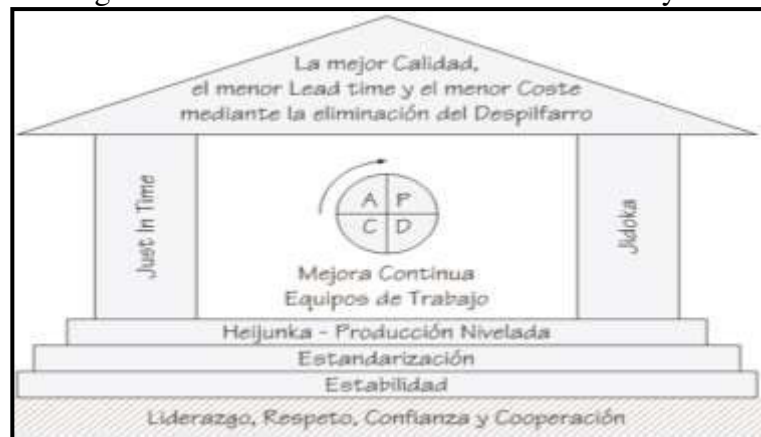 La mejor Calidad,
el menor Lead time y el menor Coste
mediante la eliminación del Despilfarro
Just In Time
A P
C D
Jidoka
Mejora Continua
Equipos de Trabajo
Heijunka - Producción Nivelada
Estandarización
Estabilidad
Liderazgo, Respeto, Confianza y Cooperación